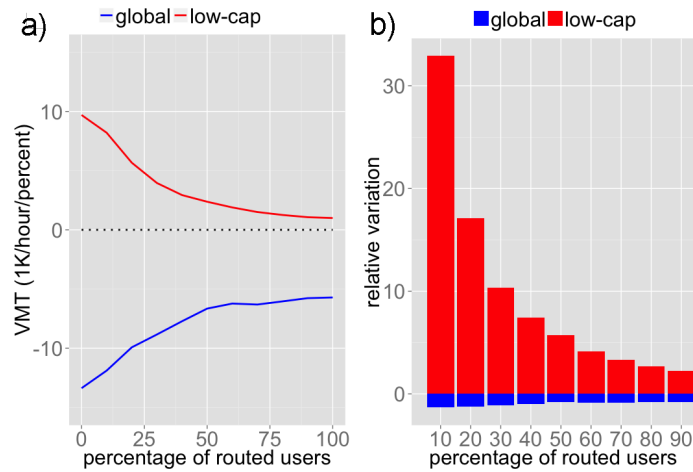 a) global low-cap
VMT (1K/hour/percent)
10
0
-10
0 25 50 75 100
percentage of routed users
b) global low-cap
relative variation
30
20
10
0
10 20 30 40 50 60 70 80 90
percentage of routed users